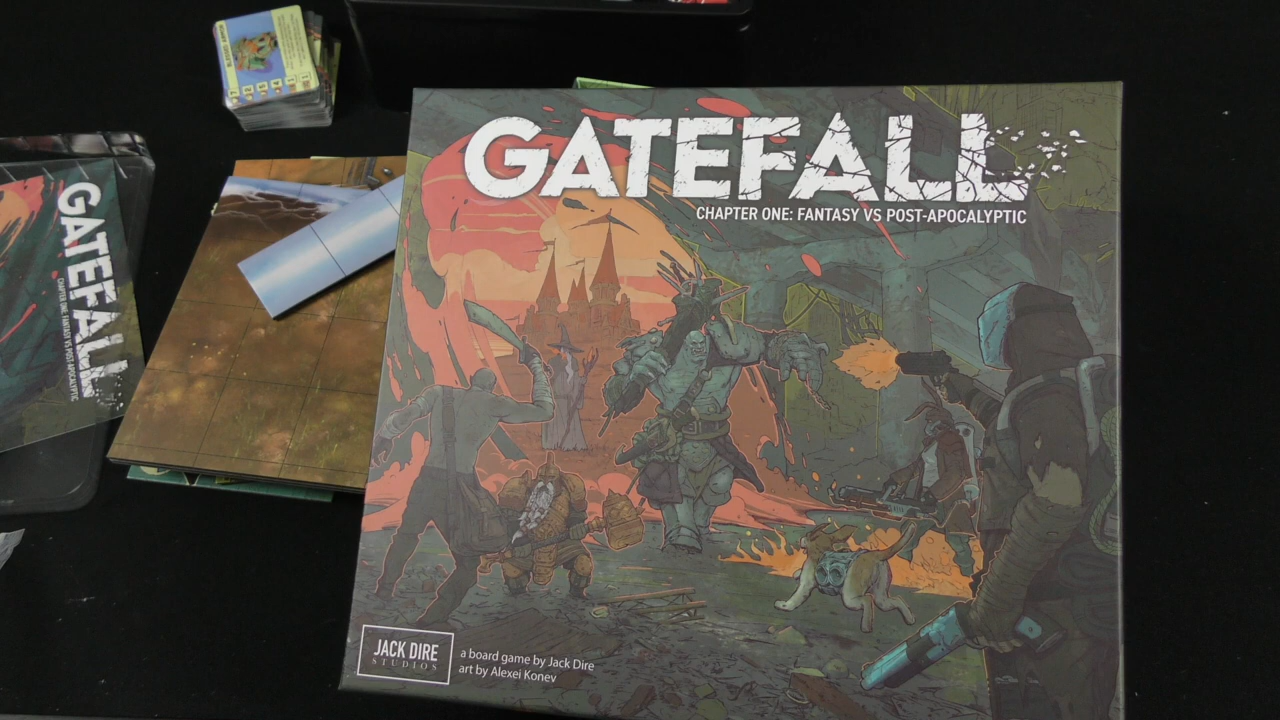 GATEFALL
CHAPTER ONE: FANTASY VS POST-APOCALYPTIC
JACK DIRE
STUDIOS
a board game by Jack Dire
art by Alexei Konev
GATEFALL
CHAPTER ONE: FANTASY VS POST-APOCALYPTIC